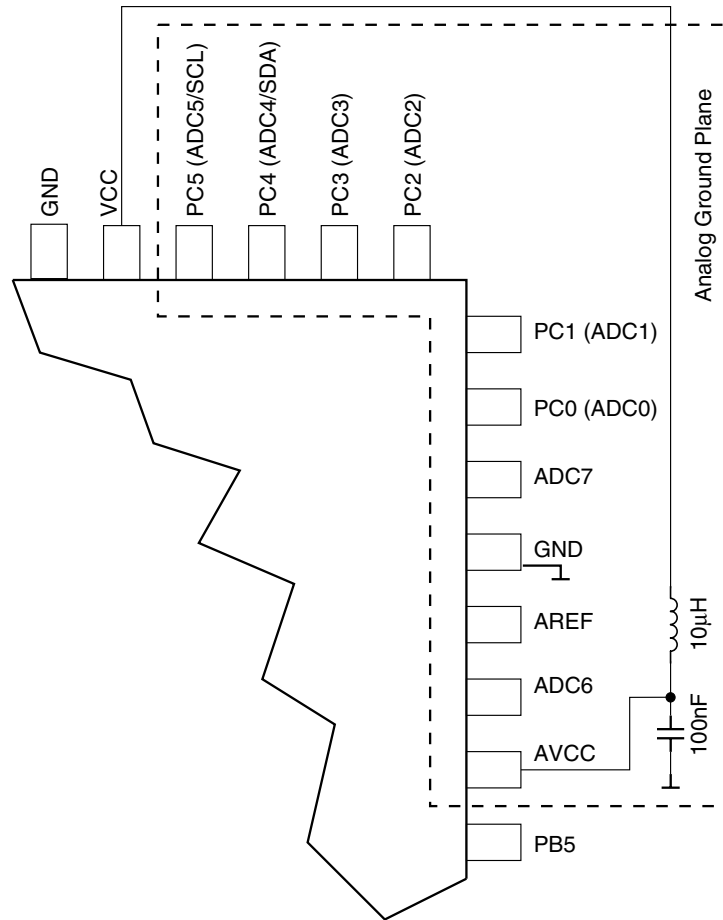 GND
VCC
PC5 (ADC5/SCL)
PC4 (ADC4/SDA)
PC3 (ADC3)
PC2 (ADC2)
Analog Ground Plane
PC1 (ADC1)
PC0 (ADC0)
ADC7
GND
AREF
10µH
ADC6
100nF
AVCC
PB5